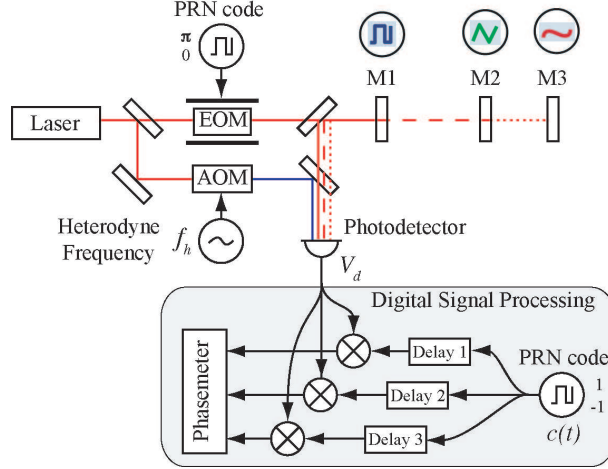 PRN code
π
0
M1
M2
M3
Laser
EOM
AOM
Heterodyne
Frequency
f_h
Photodetector
V_d
Digital Signal Processing
Phasemeter
Delay 1
Delay 2
Delay 3
PRN code
1
-1
c(t)